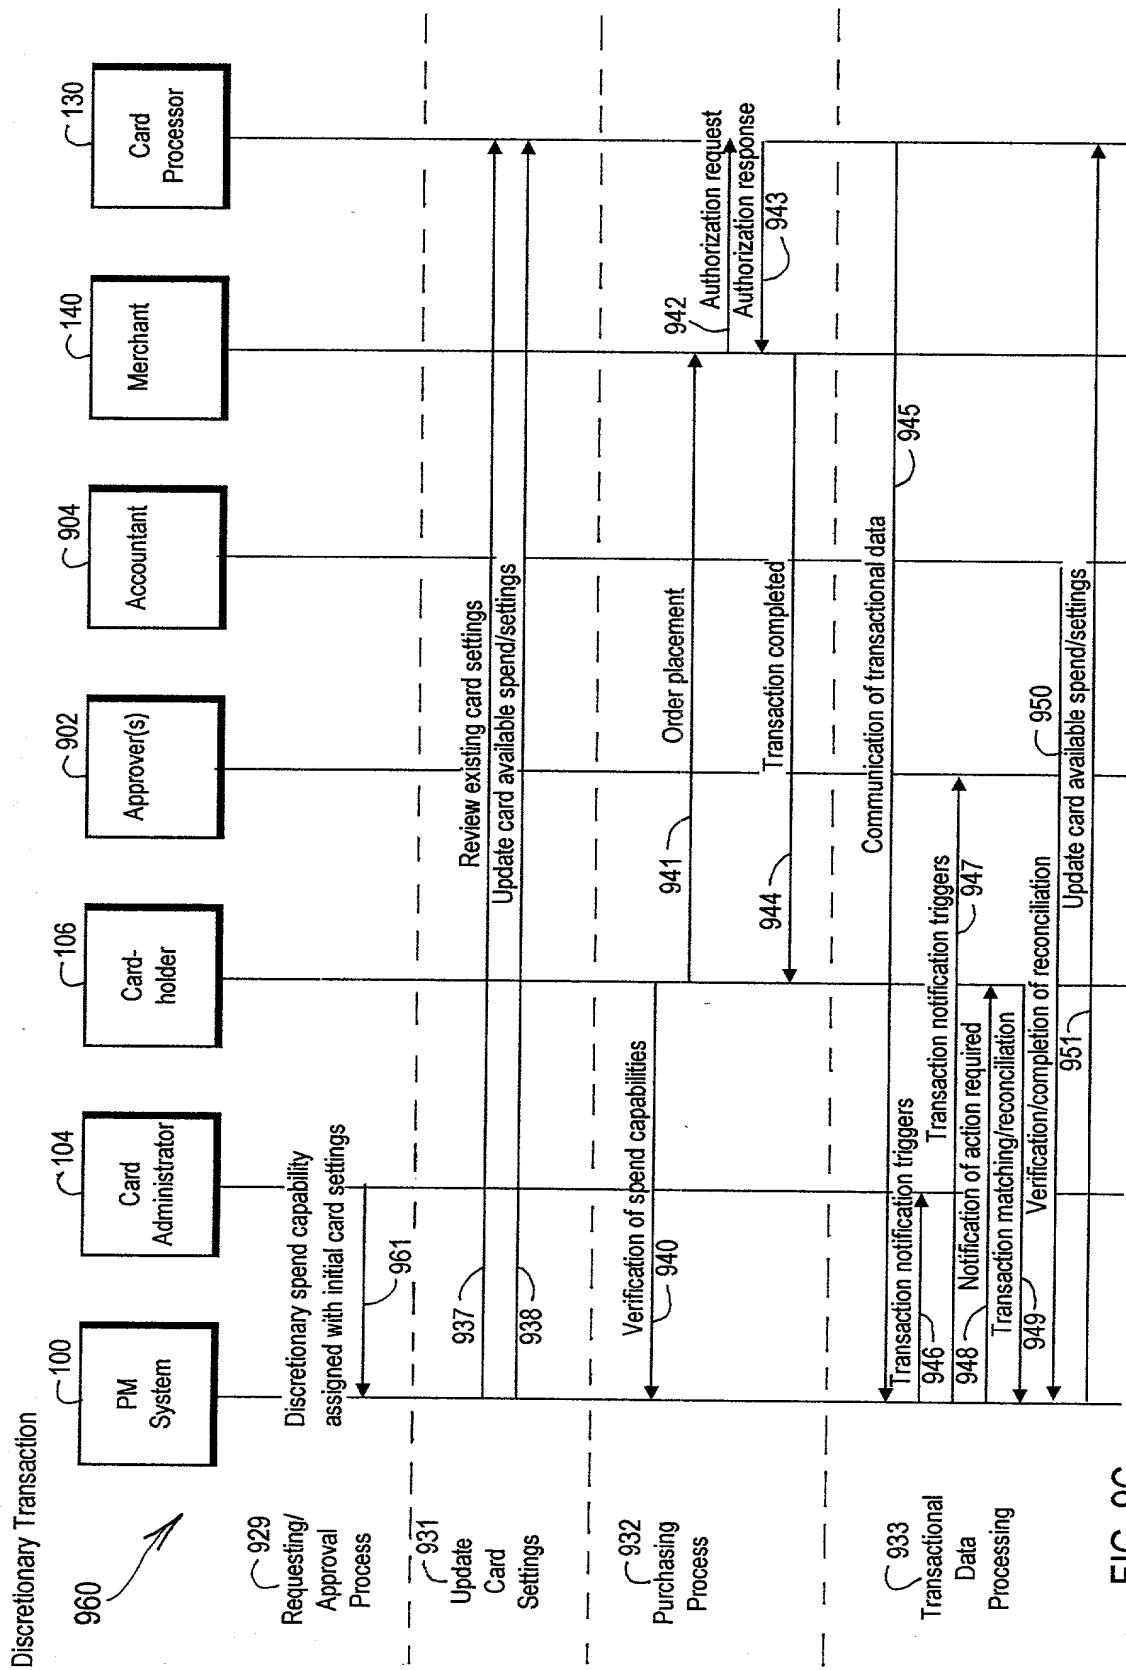 Discretionary Transaction
960
100
PM
System
104
Card
Administrator
106
Card-
holder
902
Approver(s)
904
Accountant
140
Merchant
130
Card
Processor
929
Requesting/
Approval
Process
Discretionary spend capability
assigned with initial card settings
961
931
Update
Card
Settings
Review existing card settings
937
Update card available spend/settings
938
932
Purchasing
Process
Verification of spend capabilities
940
Order placement
941
942
Authorization request
Authorization response
943
Transaction completed
944
933
Transactional
Data
Processing
Communication of transactional data
945
Transaction notification triggers
946
Transaction notification triggers
947
Notification of action required
948
Transaction matching/reconciliation
949
Verification/completion of reconciliation
950
Update card available spend/settings
951
FIG. 9C